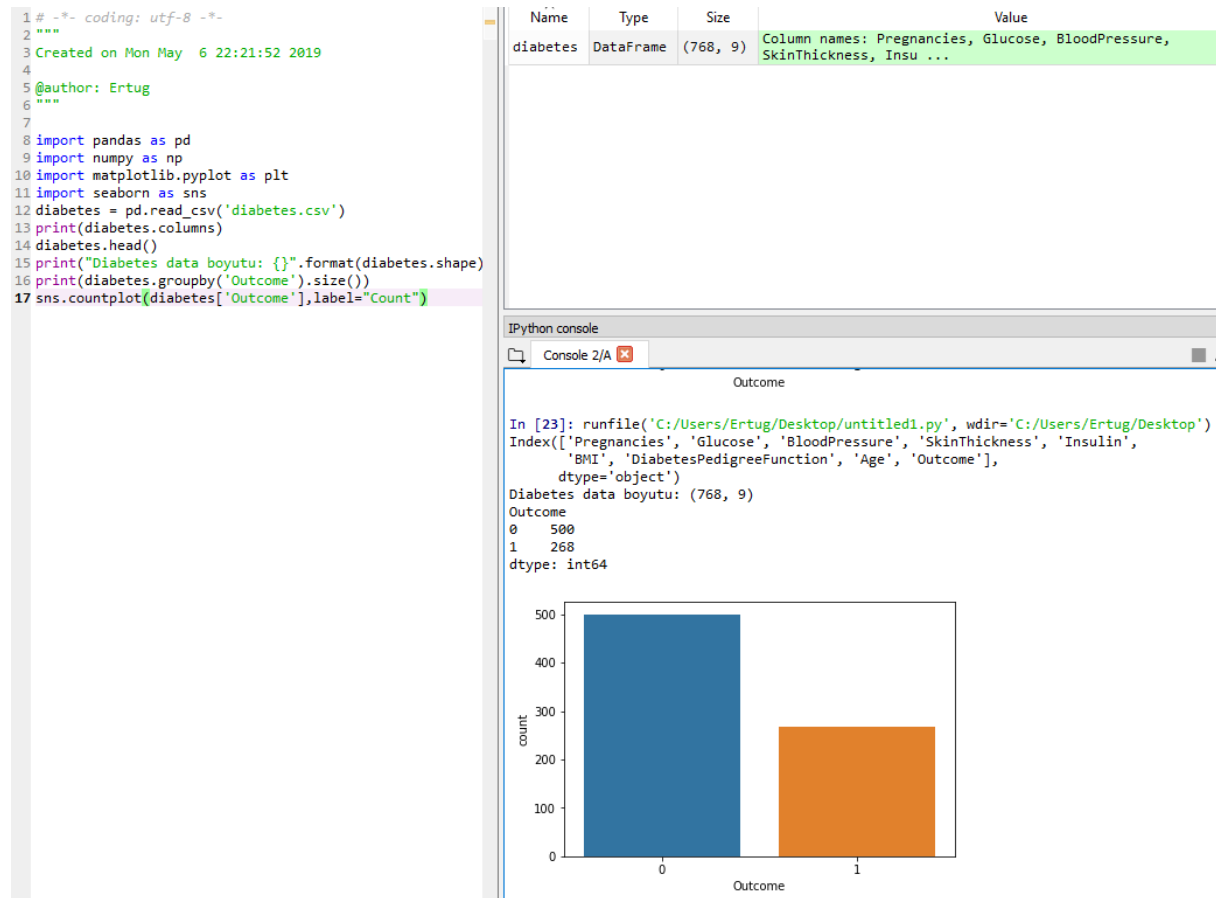 1 # -*- coding: utf-8 -*-
2 """
3 Created on Mon May  6 22:21:52 2019
4
5 @author: Ertug
6 """
7
8 import pandas as pd
9 import numpy as np
10 import matplotlib.pyplot as plt
11 import seaborn as sns
12 diabetes = pd.read_csv('diabetes.csv')
13 print(diabetes.columns)
14 diabetes.head()
15 print("Diabetes data boyutu: {}".format(diabetes.shape)
16 print(diabetes.groupby('Outcome').size())
17 sns.countplot(diabetes['Outcome'],label="Count")
Name Type Size Value
diabetes DataFrame (768, 9) Column names: Pregnancies, Glucose, BloodPressure,
SkinThickness, Insu ...
IPython console
Console 2/A
Outcome
In [23]: runfile('C:/Users/Ertug/Desktop/untitled1.py', wdir='C:/Users/Ertug/Desktop')
Index(['Pregnancies', 'Glucose', 'BloodPressure', 'SkinThickness', 'Insulin',
'BMI', 'DiabetesPedigreeFunction', 'Age', 'Outcome'],
dtype='object')
Diabetes data boyutu: (768, 9)
Outcome
0    500
1    268
dtype: int64
500
400
300
200
100
0
count
0 1
Outcome